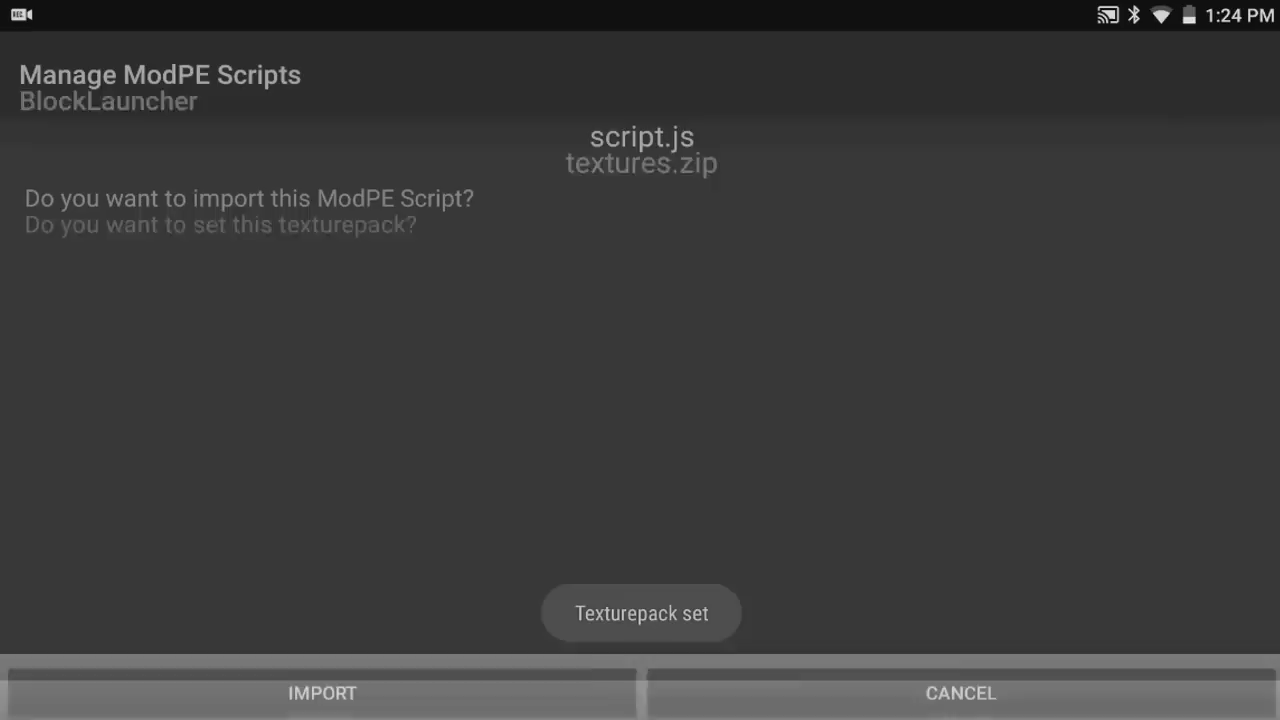 REC
1:24 PM
Manage ModPE Scripts
BlockLauncher
script.js
textures.zip
Do you want to import this ModPE Script?
Do you want to set this texturepack?
Texturepack set
IMPORT
CANCEL